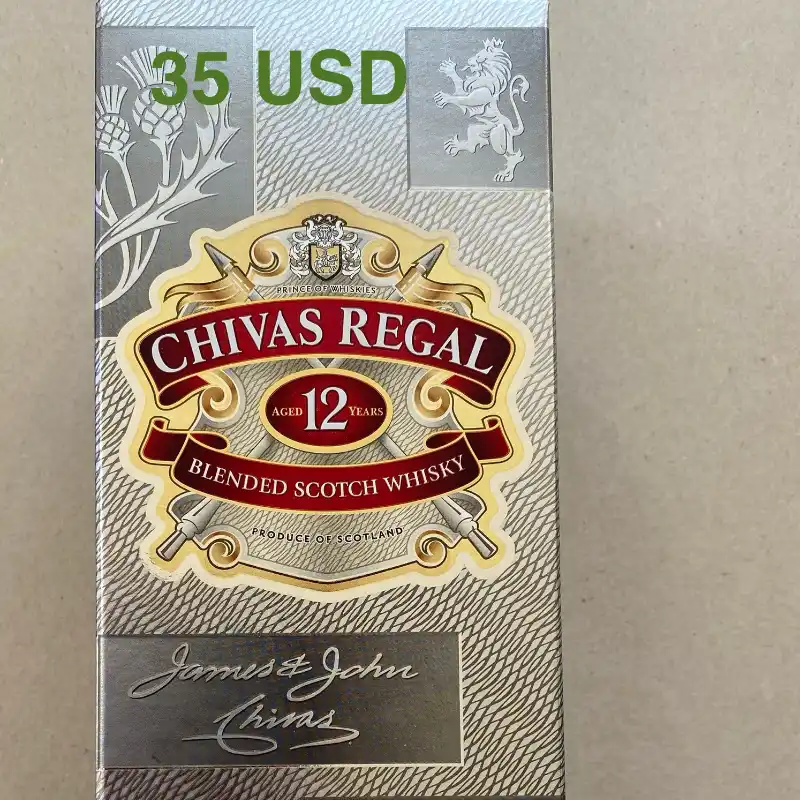 35 USD
PRINCE OF WHISKIES
CHIVAS REGAL
AGED 12 YEARS
BLENDED SCOTCH WHISKY
PRODUCE OF SCOTLAND
James & John
Chivas